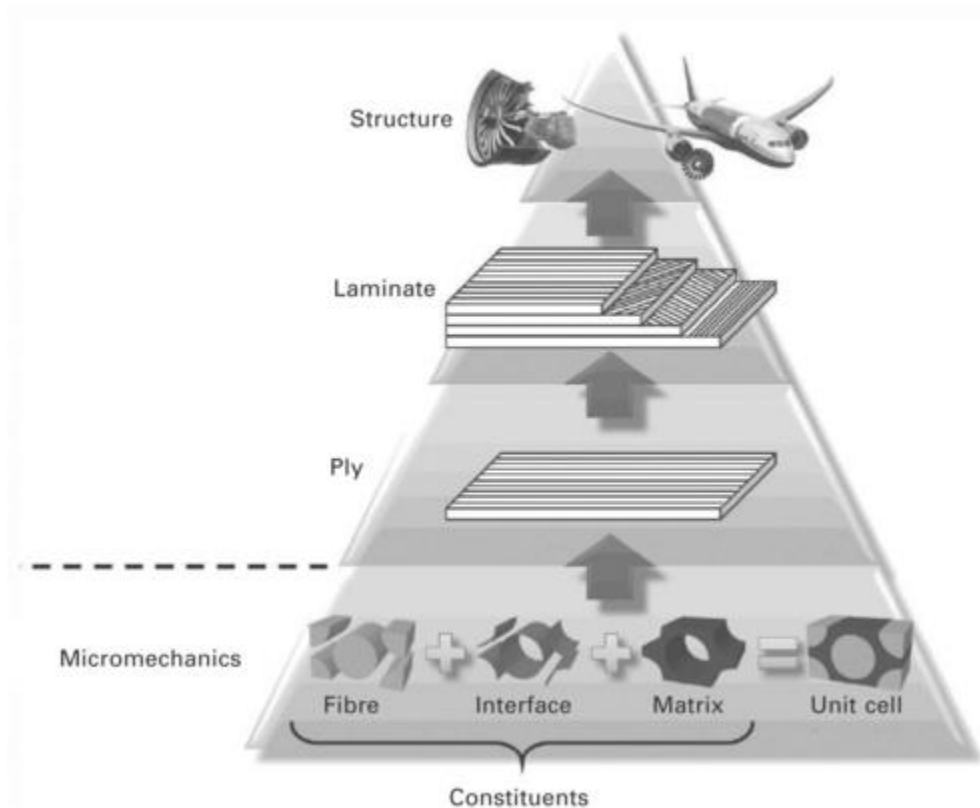 Structure
Laminate
Ply
Micromechanics
Fibre
Interface
Matrix
Unit cell
Constituents